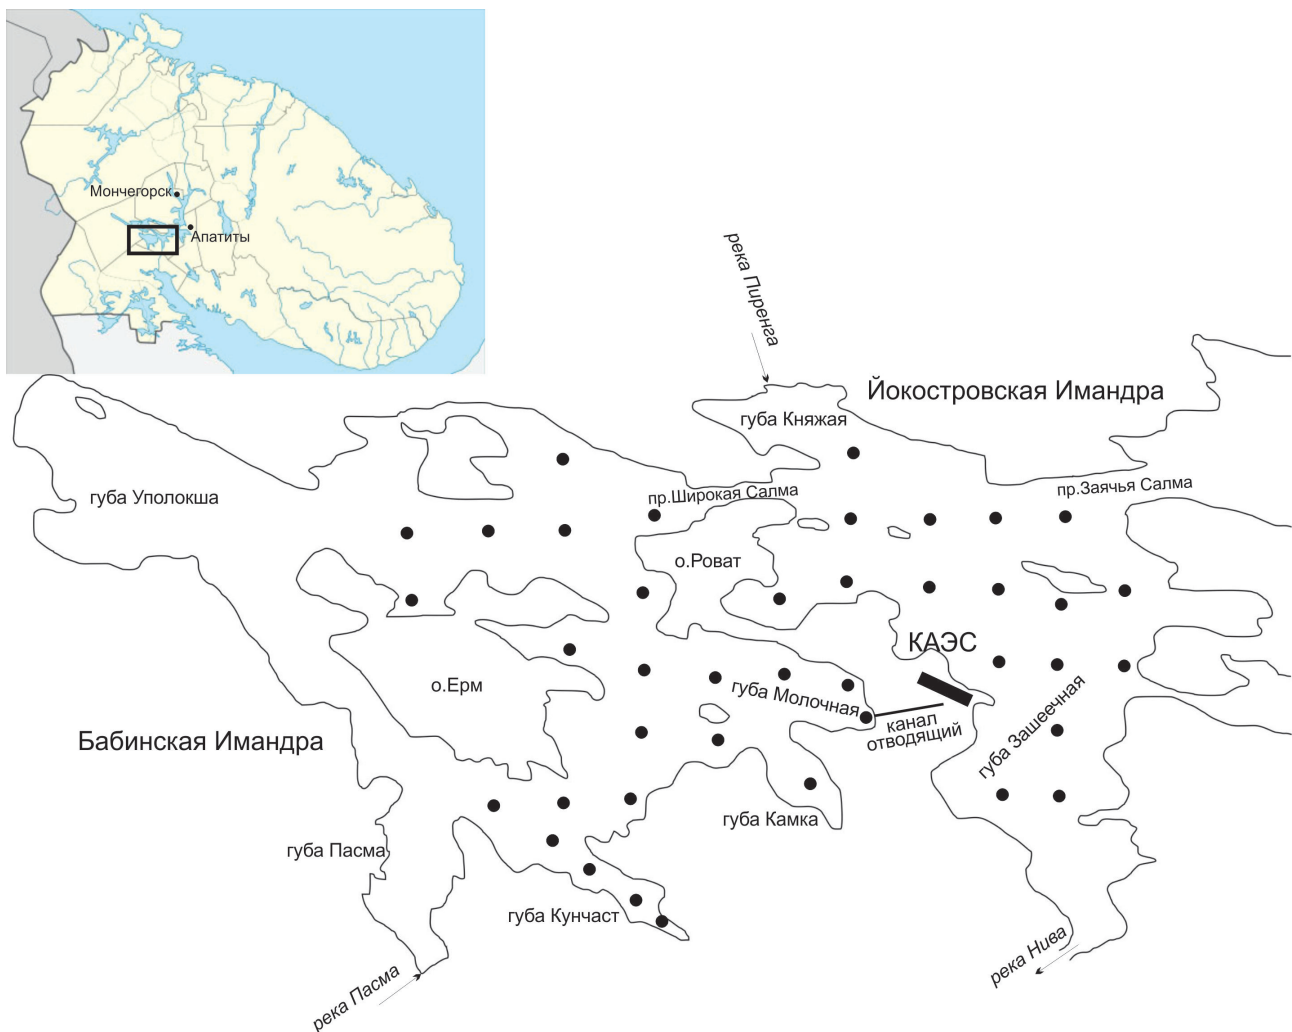 Мончегорск
Апатиты
река Пиренга
Йокостровская Имандра
губа Княжая
губа Уполокша
пр.Широкая Салма
пр.Заячья Салма
о.Роват
КАЭС
о.Ерм
губа Молочная
канал
отводящий
губа Зашеечная
Бабинская Имандра
губа Камка
губа Пасма
губа Кунчаст
река Нива
река Пасма